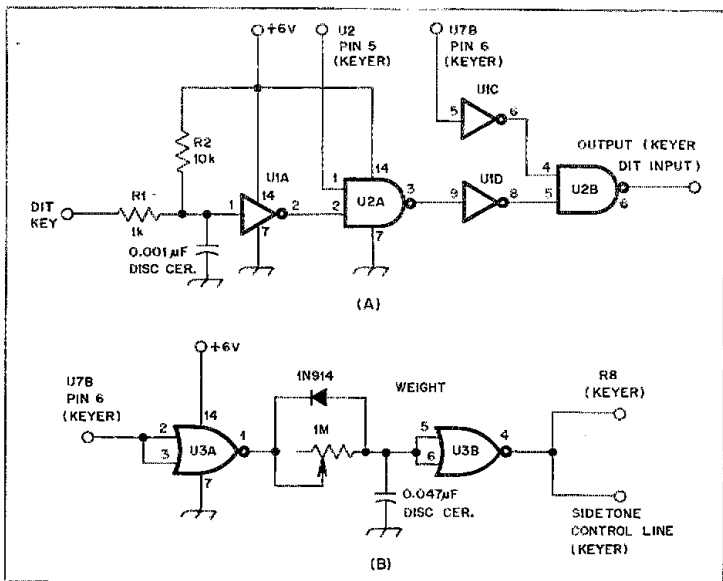 +6V
U2
PIN 5
(KEYER)
U7B
PIN 6
(KEYER)
U1C
5
6
R2
10k
OUTPUT (KEYER
DIT INPUT)
U1A
14
14
1
3
U1D
4
U2B
DIT
KEY
R1
1k
1
2
2
U2A
9
8
5
6
7
7
0.001µF
DISC CER.
(A)
+6V
U7B
PIN 6
(KEYER)
14
1N914
WEIGHT
R8
(KEYER)
2
3
U3A
1
1M
5
6
U3B
4
7
0.047µF
DISC CER.
SIDETONE
CONTROL LINE
(KEYER)
(B)